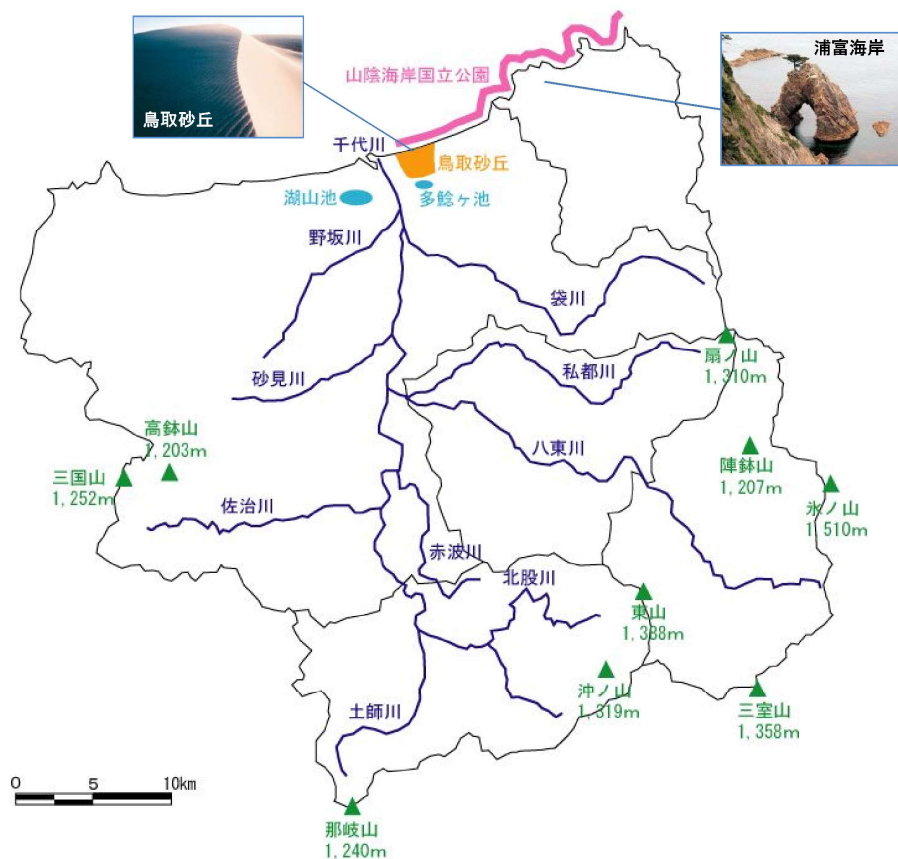 浦富海岸
山陰海岸国立公園
鳥取砂丘
千代川
鳥取砂丘
湖山池
多鯰ヶ池
野坂川
袋川
扇ノ山
1,310m
砂見川
私都川
高鉢山
1,203m
八東川
陣鉢山
1,207m
三国山
1,252m
氷ノ山
1,510m
佐治川
赤波川
北股川
東山
1,388m
沖ノ山
1,319m
土師川
三室山
1,358m
0 5 10km
那岐山
1,240m